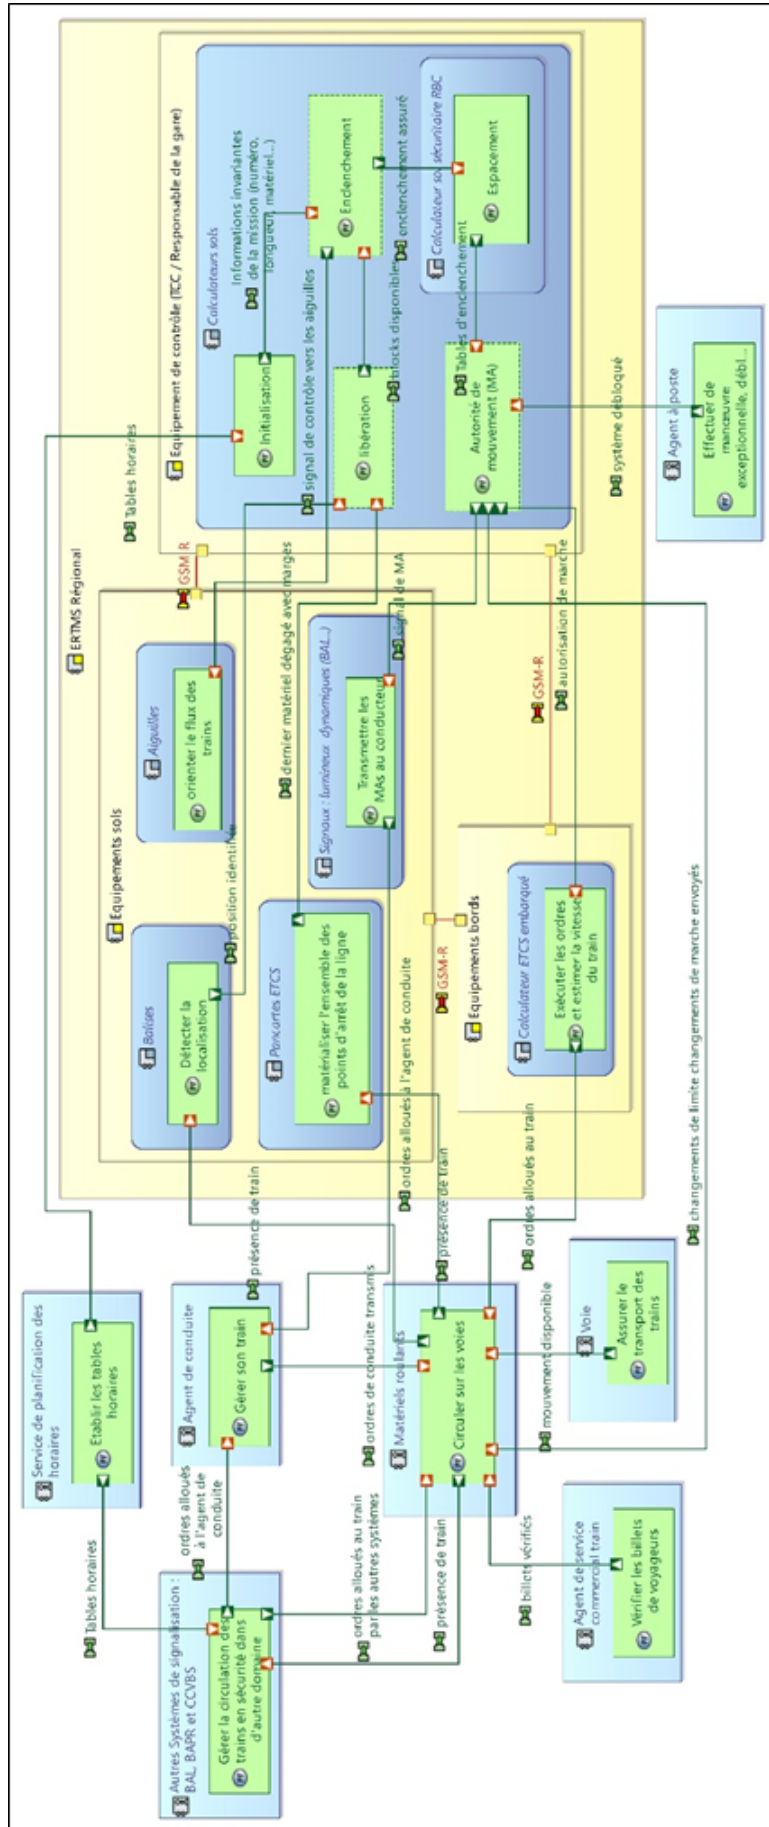 Service de planification des
horaires
Etablir les tables
horaires
Tables horaires
Tables horaires
Autres Systèmes de signalisation :
BAL, BAPR et CCVBS
Gérer la circulation des
trains en sécurité dans
d'autre domaine
ordres alloués
à l'agent de
conduite
Agent de conduite
Gérer son train
présence de train
ordres de conduite transmis
ordres alloués au train
par les autres systèmes
présence de train
Matériels roulants
Circuler sur les voies
présence de train
ordres alloués à l'agent de conduite
ordres alloués au train
mouvement disponible
billets vérifiés
Agent de service
commercial train
Vérifier les billets
de voyageurs
Voie
Assurer le
transport des
trains
changements de limite changements de marche envoyés
ERTMS Régional
Equipements sols
Balises
Détecter la
localisation
position identifiée
Aiguilles
orienter le flux des
trains
Pancartes ETCS
matérialiser l'ensemble des
points d'arrêt de la ligne
dernier matériel dégagé avec marges
Signaux : lumineux dynamiques (BAL..)
Transmettre les
MAs au conducteur
signal de MA
GSM-R
GSM-R
GSM-R
Equipements bords
Calculateur ETCS embarqué
Exécuter les ordres
et estimer la vitesse
du train
autorisation de marche
Equipement de contrôle (TCC / Responsable de la gare)
Calculateurs sols
Initialisation
Informations invariantes
de la mission (numéro,
longueur, matériel...)
signal de contrôle vers les aiguilles
Enclenchement
libération
blocks disponibles
enclenchement assuré
Autorité de
mouvement (MA)
Tables d'enclenchement
Calculateur sol sécuritaire RBC
Espacement
système débloqué
Agent à poste
Effectuer de
manœuvre
exceptionnelle, débl...